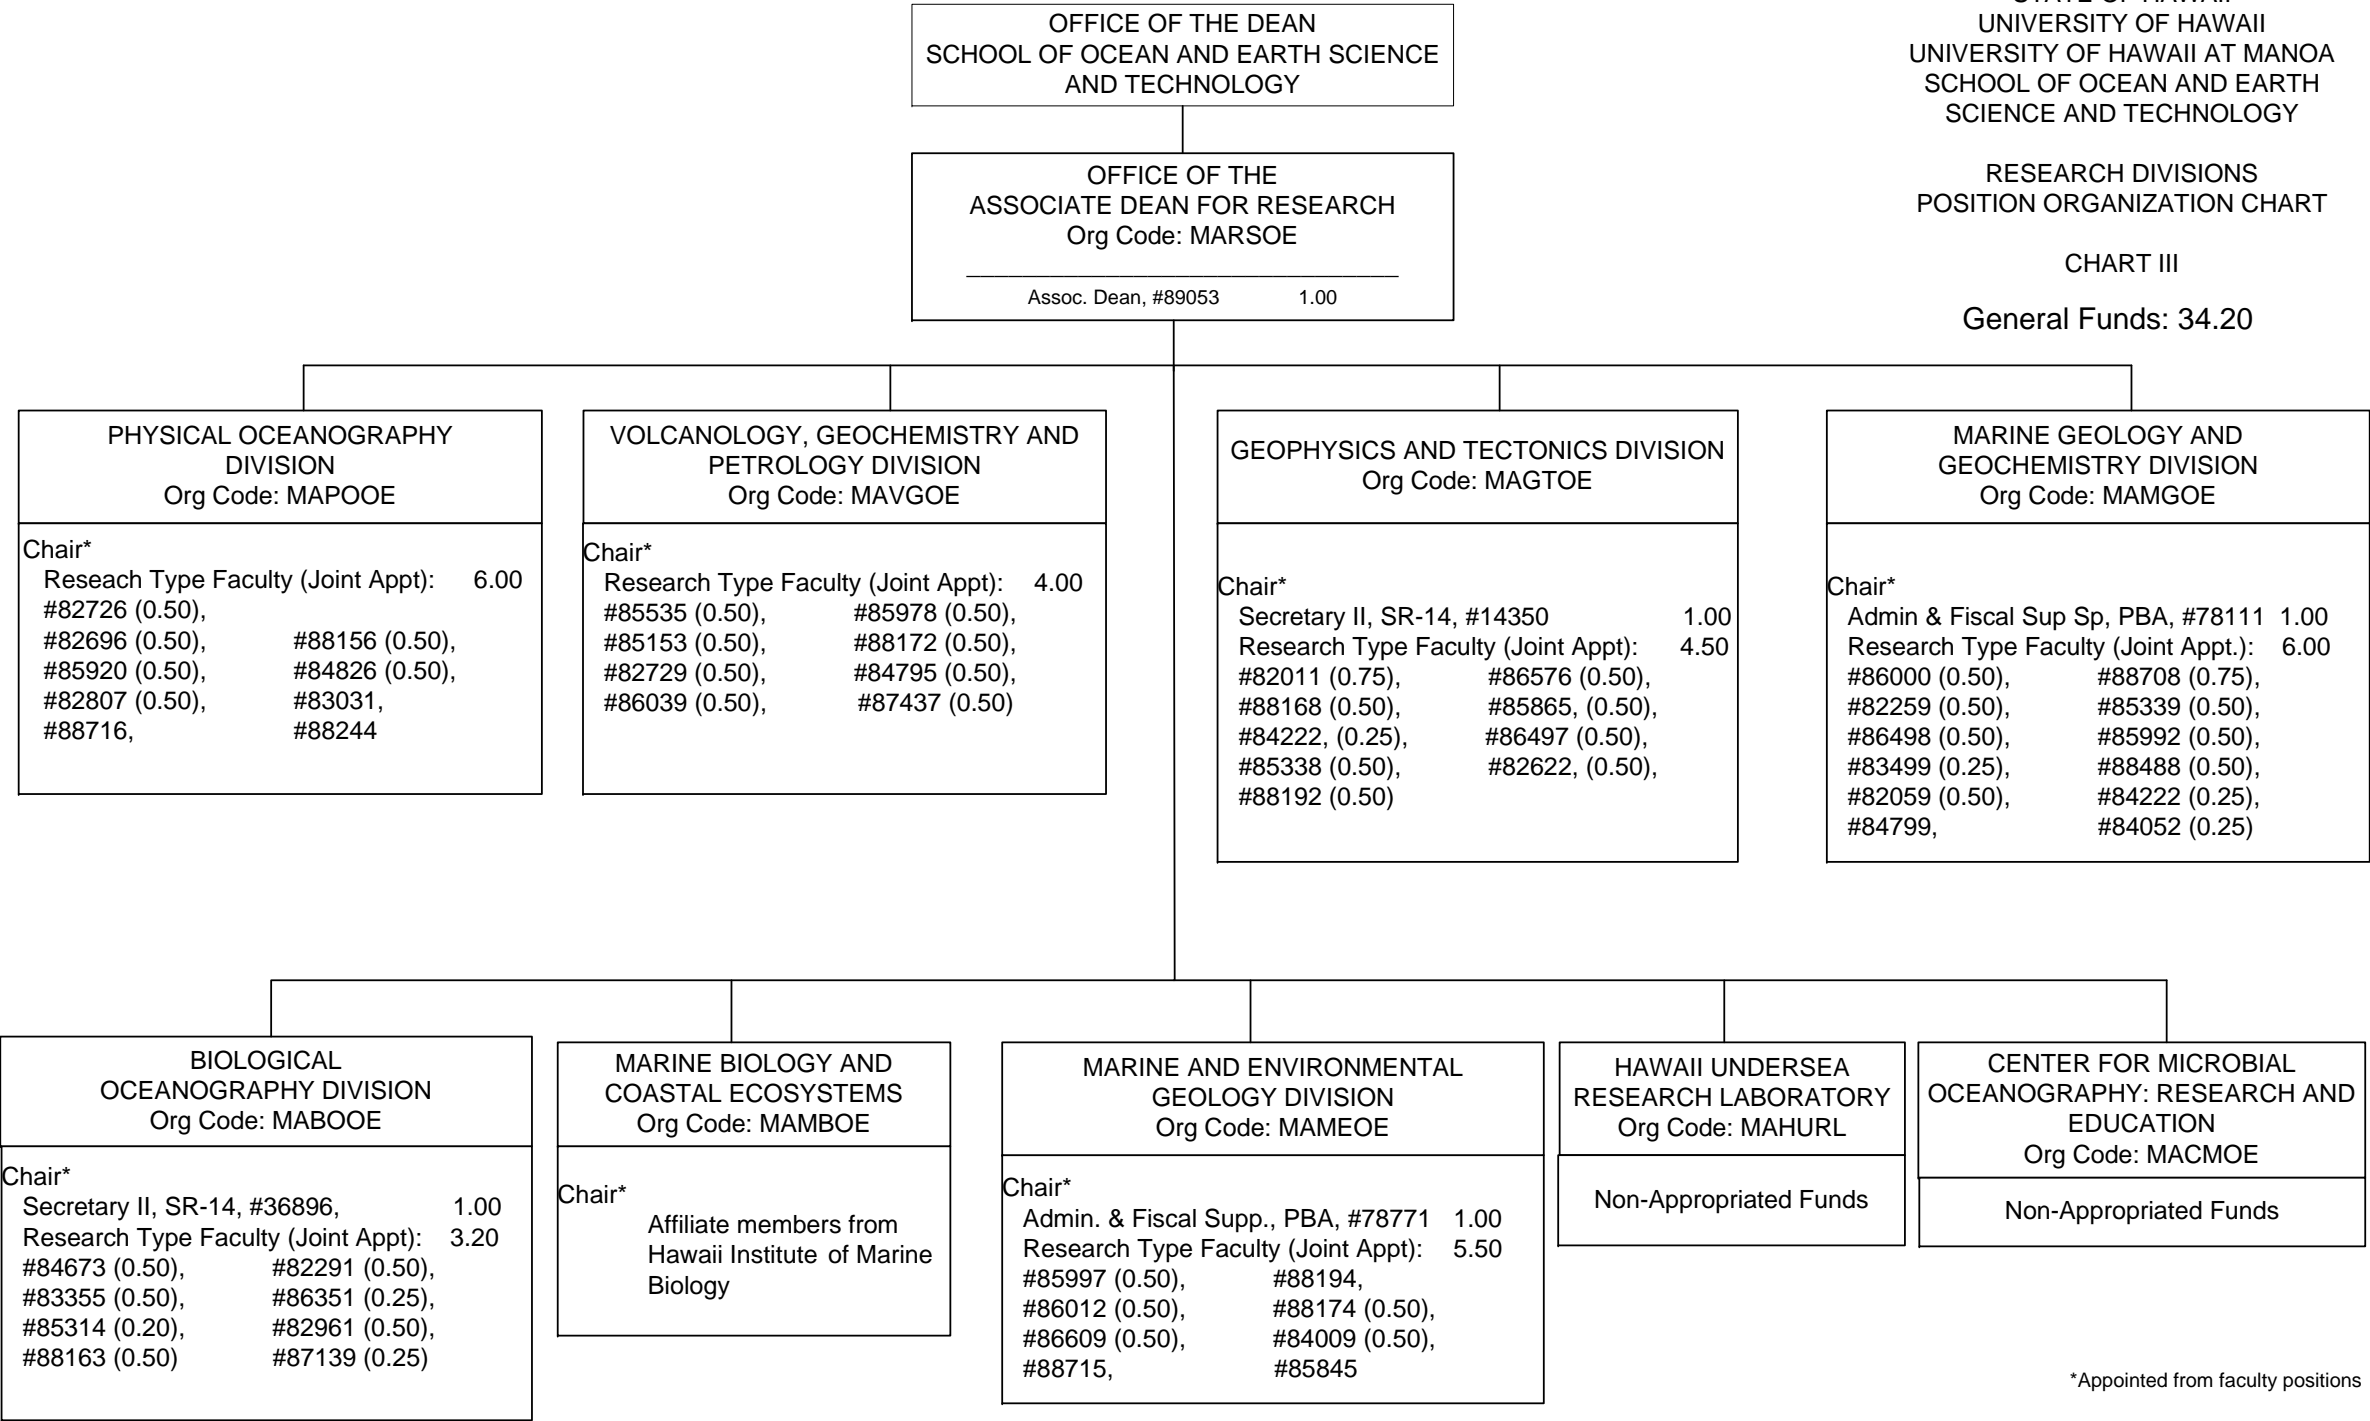 OFFICE OF THE DEAN
SCHOOL OF OCEAN AND EARTH SCIENCE
AND TECHNOLOGY
OFFICE OF THE
ASSOCIATE DEAN FOR RESEARCH
Org Code: MARSOE
Assoc. Dean, #89053 1.00
STATE OF HAWAII
UNIVERSITY OF HAWAII
UNIVERSITY OF HAWAII AT MANOA
SCHOOL OF OCEAN AND EARTH
SCIENCE AND TECHNOLOGY
RESEARCH DIVISIONS
POSITION ORGANIZATION CHART
CHART III
General Funds: 34.20
PHYSICAL OCEANOGRAPHY
DIVISION
Org Code: MAPOOE
Chair*
Reseach Type Faculty (Joint Appt): 6.00
#82726 (0.50),
#82696 (0.50), #88156 (0.50),
#85920 (0.50), #84826 (0.50),
#82807 (0.50), #83031,
#88716, #88244
VOLCANOLOGY, GEOCHEMISTRY AND
PETROLOGY DIVISION
Org Code: MAVGOE
Chair*
Research Type Faculty (Joint Appt): 4.00
#85535 (0.50), #85978 (0.50),
#85153 (0.50), #88172 (0.50),
#82729 (0.50), #84795 (0.50),
#86039 (0.50), #87437 (0.50)
GEOPHYSICS AND TECTONICS DIVISION
Org Code: MAGTOE
Chair*
Secretary II, SR-14, #14350 1.00
Research Type Faculty (Joint Appt): 4.50
#82011 (0.75), #86576 (0.50),
#88168 (0.50), #85865, (0.50),
#84222, (0.25), #86497 (0.50),
#85338 (0.50), #82622, (0.50),
#88192 (0.50)
MARINE GEOLOGY AND
GEOCHEMISTRY DIVISION
Org Code: MAMGOE
Chair*
Admin & Fiscal Sup Sp, PBA, #78111 1.00
Research Type Faculty (Joint Appt.): 6.00
#86000 (0.50), #88708 (0.75),
#82259 (0.50), #85339 (0.50),
#86498 (0.50), #85992 (0.50),
#83499 (0.25), #88488 (0.50),
#82059 (0.50), #84222 (0.25),
#84799, #84052 (0.25)
BIOLOGICAL
OCEANOGRAPHY DIVISION
Org Code: MABOOE
Chair*
Secretary II, SR-14, #36896, 1.00
Research Type Faculty (Joint Appt): 3.20
#84673 (0.50), #82291 (0.50),
#83355 (0.50), #86351 (0.25),
#85314 (0.20), #82961 (0.50),
#88163 (0.50) #87139 (0.25)
MARINE BIOLOGY AND
COASTAL ECOSYSTEMS
Org Code: MAMBOE
Chair*
Affiliate members from
Hawaii Institute of Marine
Biology
MARINE AND ENVIRONMENTAL
GEOLOGY DIVISION
Org Code: MAMEOE
Chair*
Admin. & Fiscal Supp., PBA, #78771 1.00
Research Type Faculty (Joint Appt): 5.50
#85997 (0.50), #88194,
#86012 (0.50), #88174 (0.50),
#86609 (0.50), #84009 (0.50),
#88715, #85845
HAWAII UNDERSEA
RESEARCH LABORATORY
Org Code: MAHURL
Non-Appropriated Funds
CENTER FOR MICROBIAL
OCEANOGRAPHY: RESEARCH AND
EDUCATION
Org Code: MACMOE
Non-Appropriated Funds
*Appointed from faculty positions